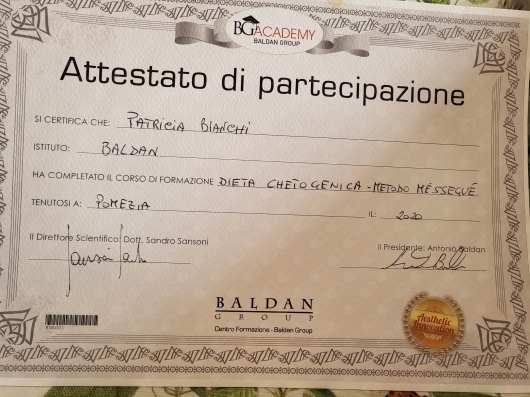 BG ACADEMY
BALDAN GROUP
Attestato di partecipazione
SI CERTIFICA CHE: PATRICIA BIANCHI
ISTITUTO: BALDAN
HA COMPLETATO IL CORSO DI FORMAZIONE DIETA CHETOGENICA - METODO MÉSSEGUÉ
TENUTOSI A: POMEZIA IL: 2020
Il Direttore Scientifico: Dott. Sandro Sansoni Il Presidente: Antonio Baldan
BALDAN
GROUP
Centro Formazione - Baldan Group
Aesthetic
Innovation